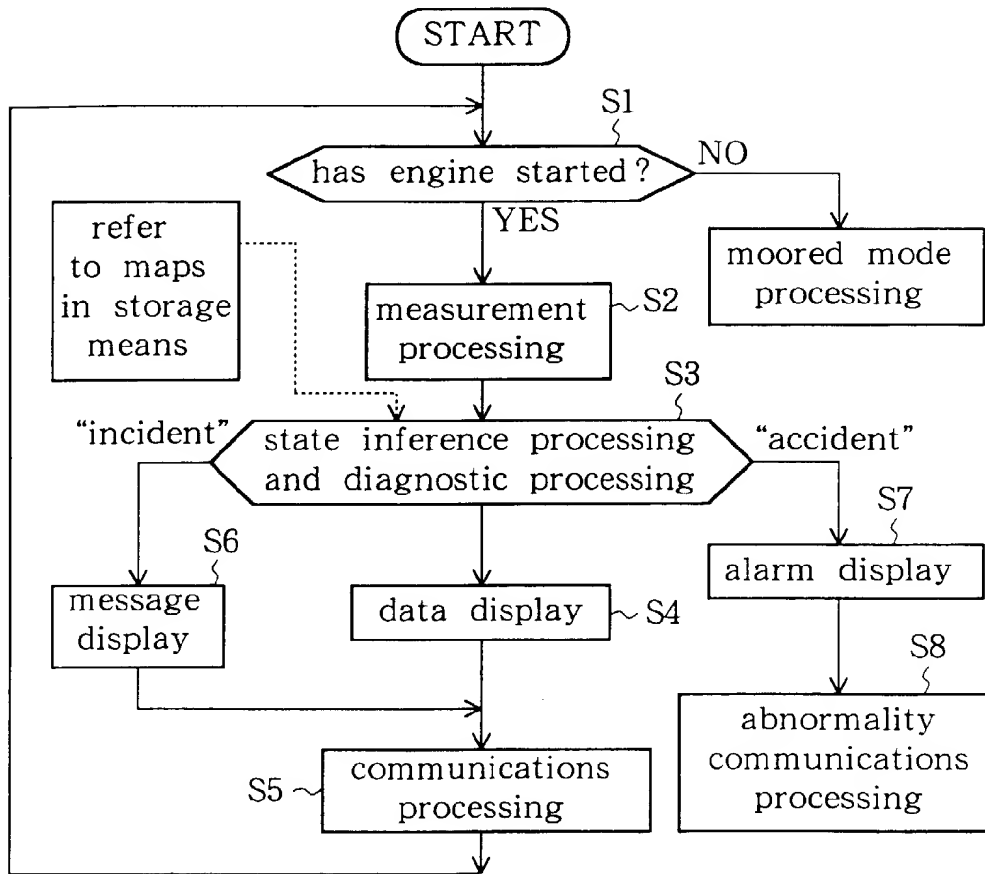 START
S1
has engine started?
NO
YES
refer
to maps
in storage
means
moored mode
processing
measurement
processing
S2
S3
"incident"
state inference processing
and diagnostic processing
"accident"
S7
S6
alarm display
message
display
data display
S4
S8
abnormality
communications
processing
S5
communications
processing